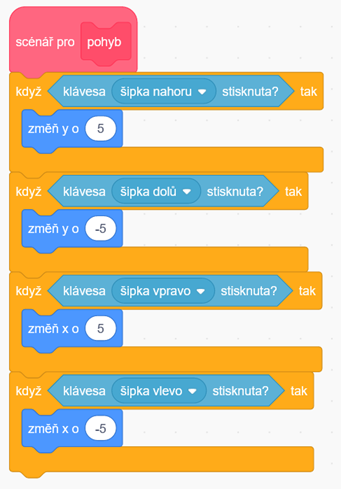 scénář pro pohyb
když klávesa šipka nahoru stisknuta? tak
změň y o 5
když klávesa šipka dolů stisknuta? tak
změň y o -5
když klávesa šipka vpravo stisknuta? tak
změň x o 5
když klávesa šipka vlevo stisknuta? tak
změň x o -5